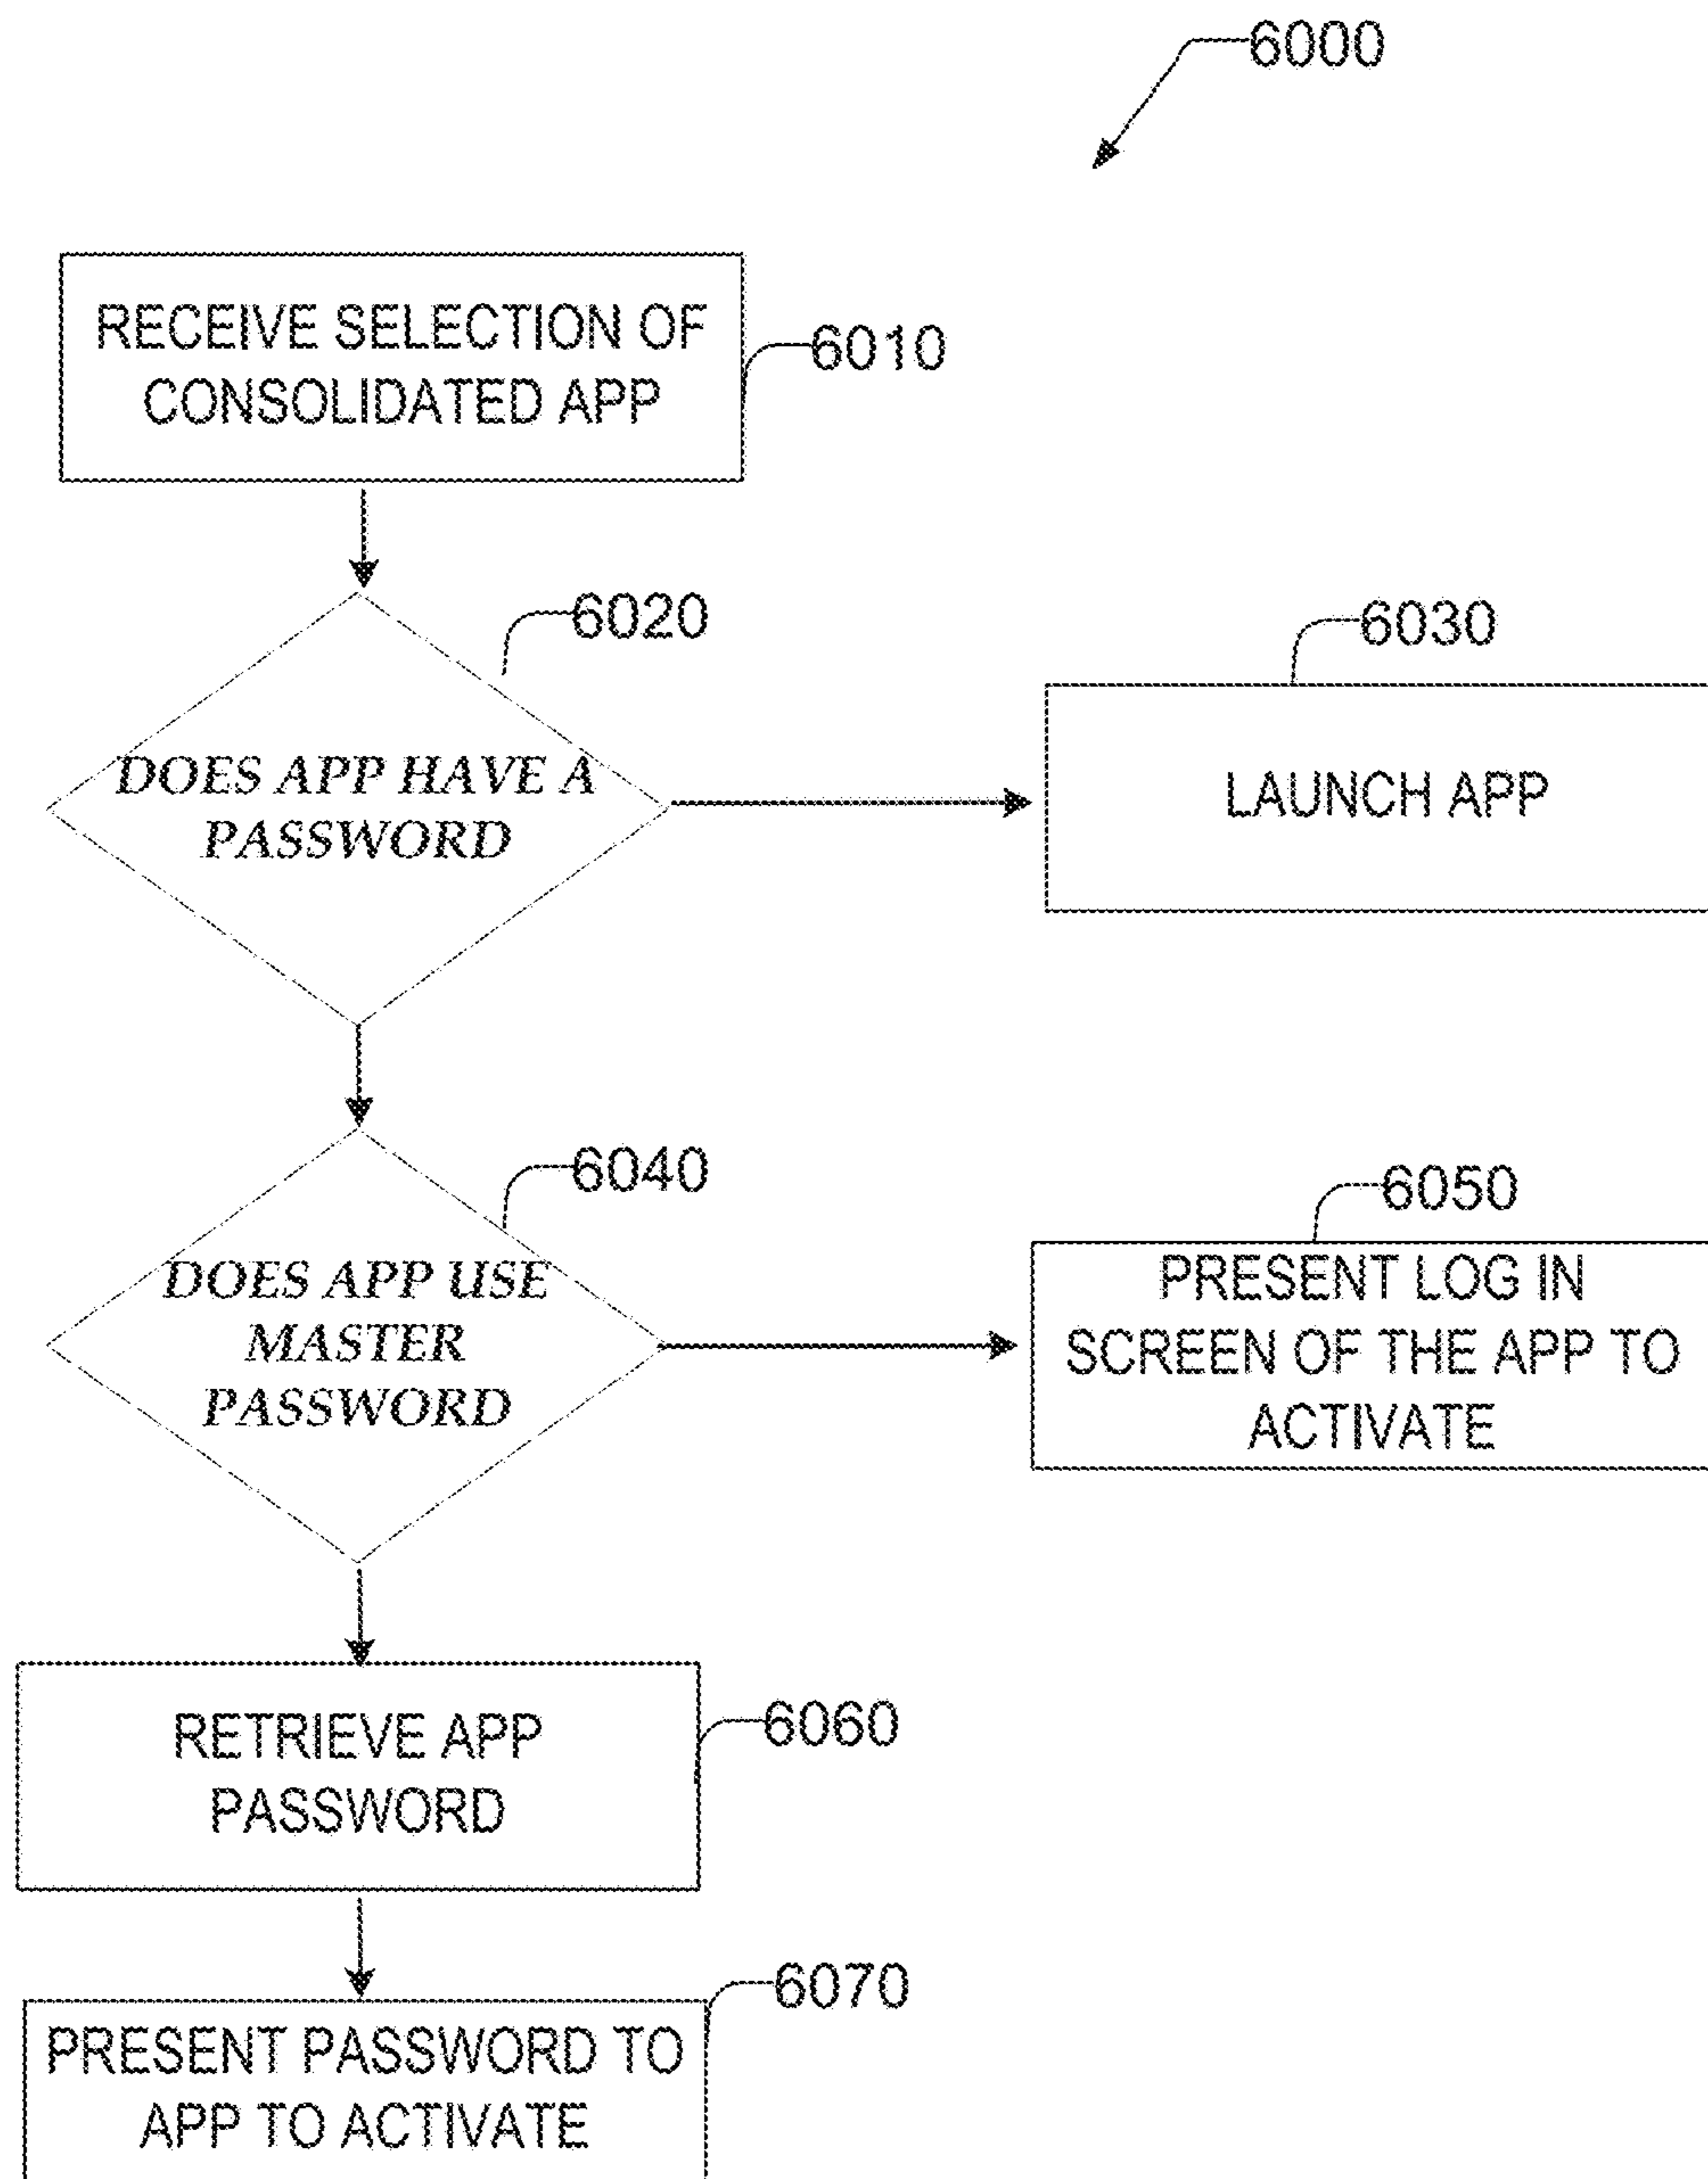 6000
RECEIVE SELECTION OF
CONSOLIDATED APP
6010
6020
DOES APP HAVE A
PASSWORD
6030
LAUNCH APP
6040
DOES APP USE
MASTER
PASSWORD
6050
PRESENT LOG IN
SCREEN OF THE APP TO
ACTIVATE
RETRIEVE APP
PASSWORD
6060
6070
PRESENT PASSWORD TO
APP TO ACTIVATE